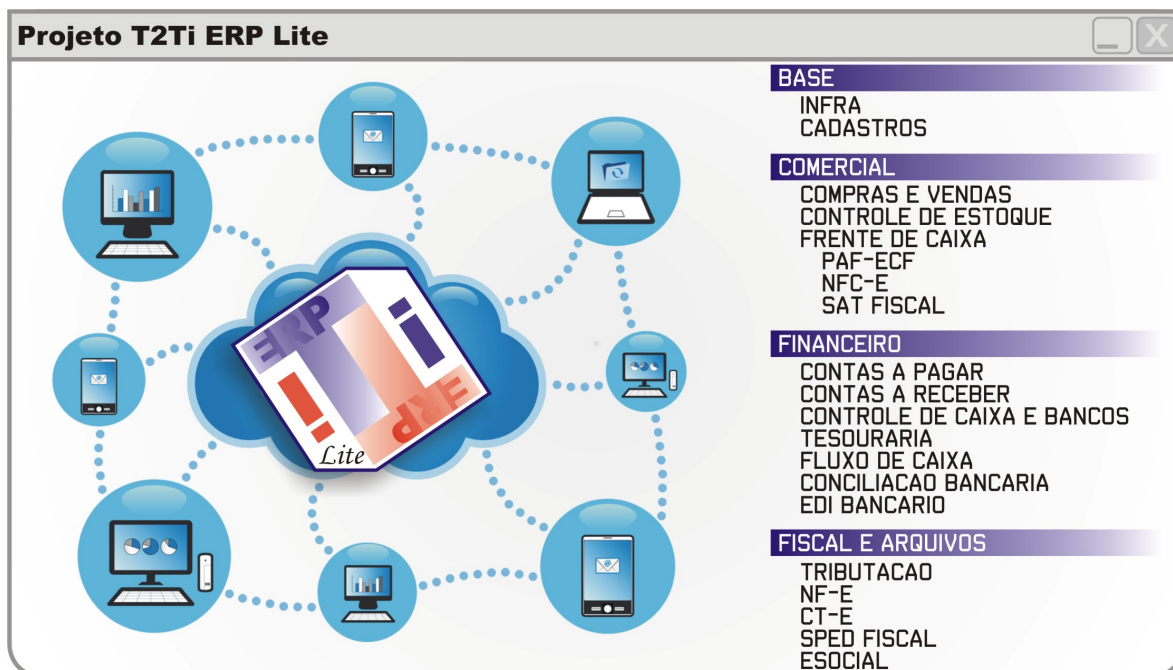 Projeto T2Ti ERP Lite
X
ERP
Lite
ERP
BASE
INFRA
CADASTROS
COMERCIAL
COMPRAS E VENDAS
CONTROLE DE ESTOQUE
FRENTE DE CAIXA
PAF-ECF
NFC-E
SAT FISCAL
FINANCEIRO
CONTAS A PAGAR
CONTAS A RECEBER
CONTROLE DE CAIXA E BANCOS
TESOURARIA
FLUXO DE CAIXA
CONCILIACAO BANCARIA
EDI BANCARIO
FISCAL E ARQUIVOS
TRIBUTACAO
NF-E
CT-E
SPED FISCAL
ESOCIAL